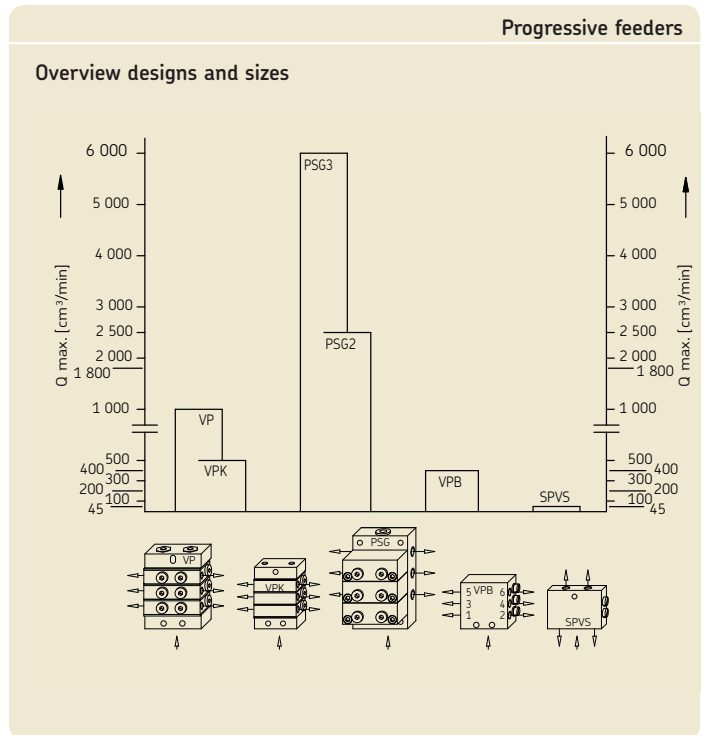 Progressive feeders
Overview designs and sizes
Q max. [cm³/min]
6 000
5 000
4 000
3 000
2 500
2 000
1 800
1 000
500
400
300
200
100
45
PSG3
PSG2
VP
VPK
VPB
SPVS
6 000
5 000
4 000
3 000
2 500
2 000
1 800
1 000
500
400
300
200
100
45
Q max. [cm³/min]
0 VP
VPK
PSG
5 VPB 6
3 4
1 2
SPVS